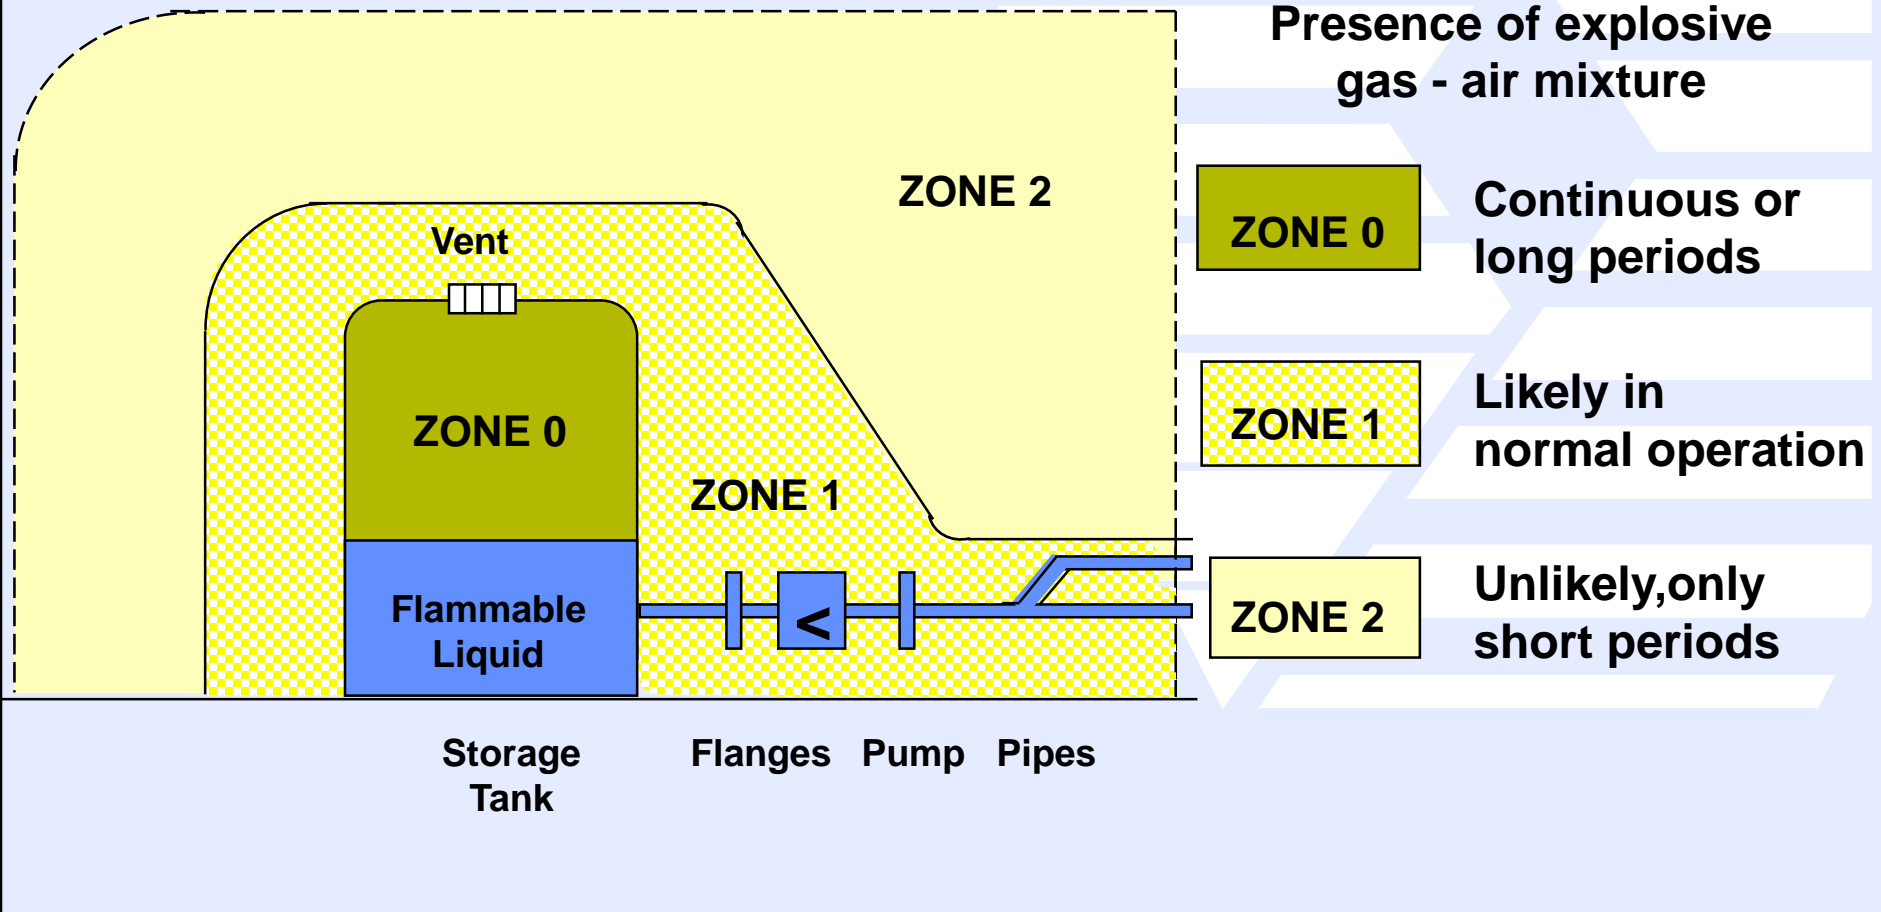 Presence of explosive
gas - air mixture
ZONE 2
Vent
ZONE 0
Continuous or
long periods
ZONE 0
ZONE 1
ZONE 1
Likely in
normal operation
Flammable
Liquid
<
ZONE 2
Unlikely,only
short periods
Storage
Tank
Flanges
Pump
Pipes